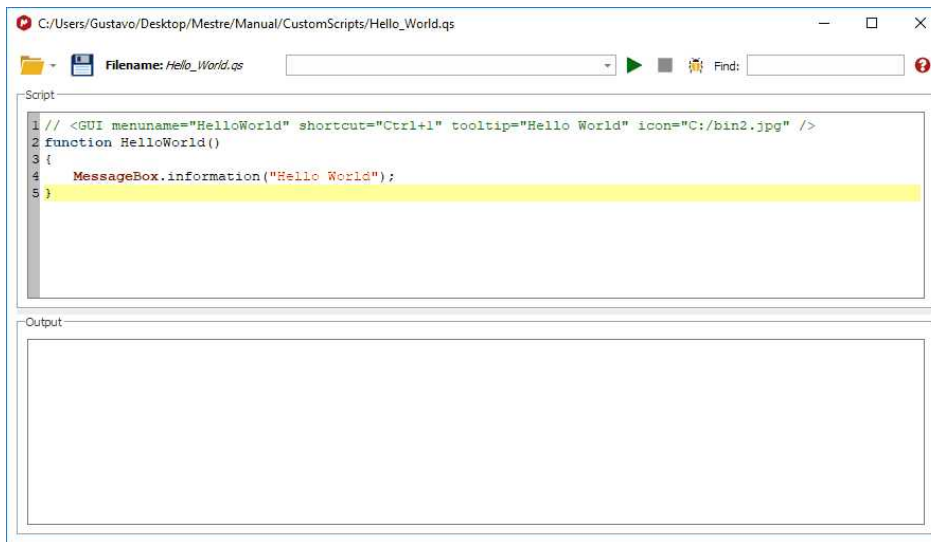 C:/Users/Gustavo/Desktop/Mestre/Manual/CustomScripts/Hello_World.qs
Filename: Hello_World.qs Find:
Script
1 // <GUI menuname="HelloWorld" shortcut="Ctrl+1" tooltip="Hello World" icon="C:/bin2.jpg" />
2 function HelloWorld()
3 {
4 MessageBox.information("Hello World");
5 }
Output